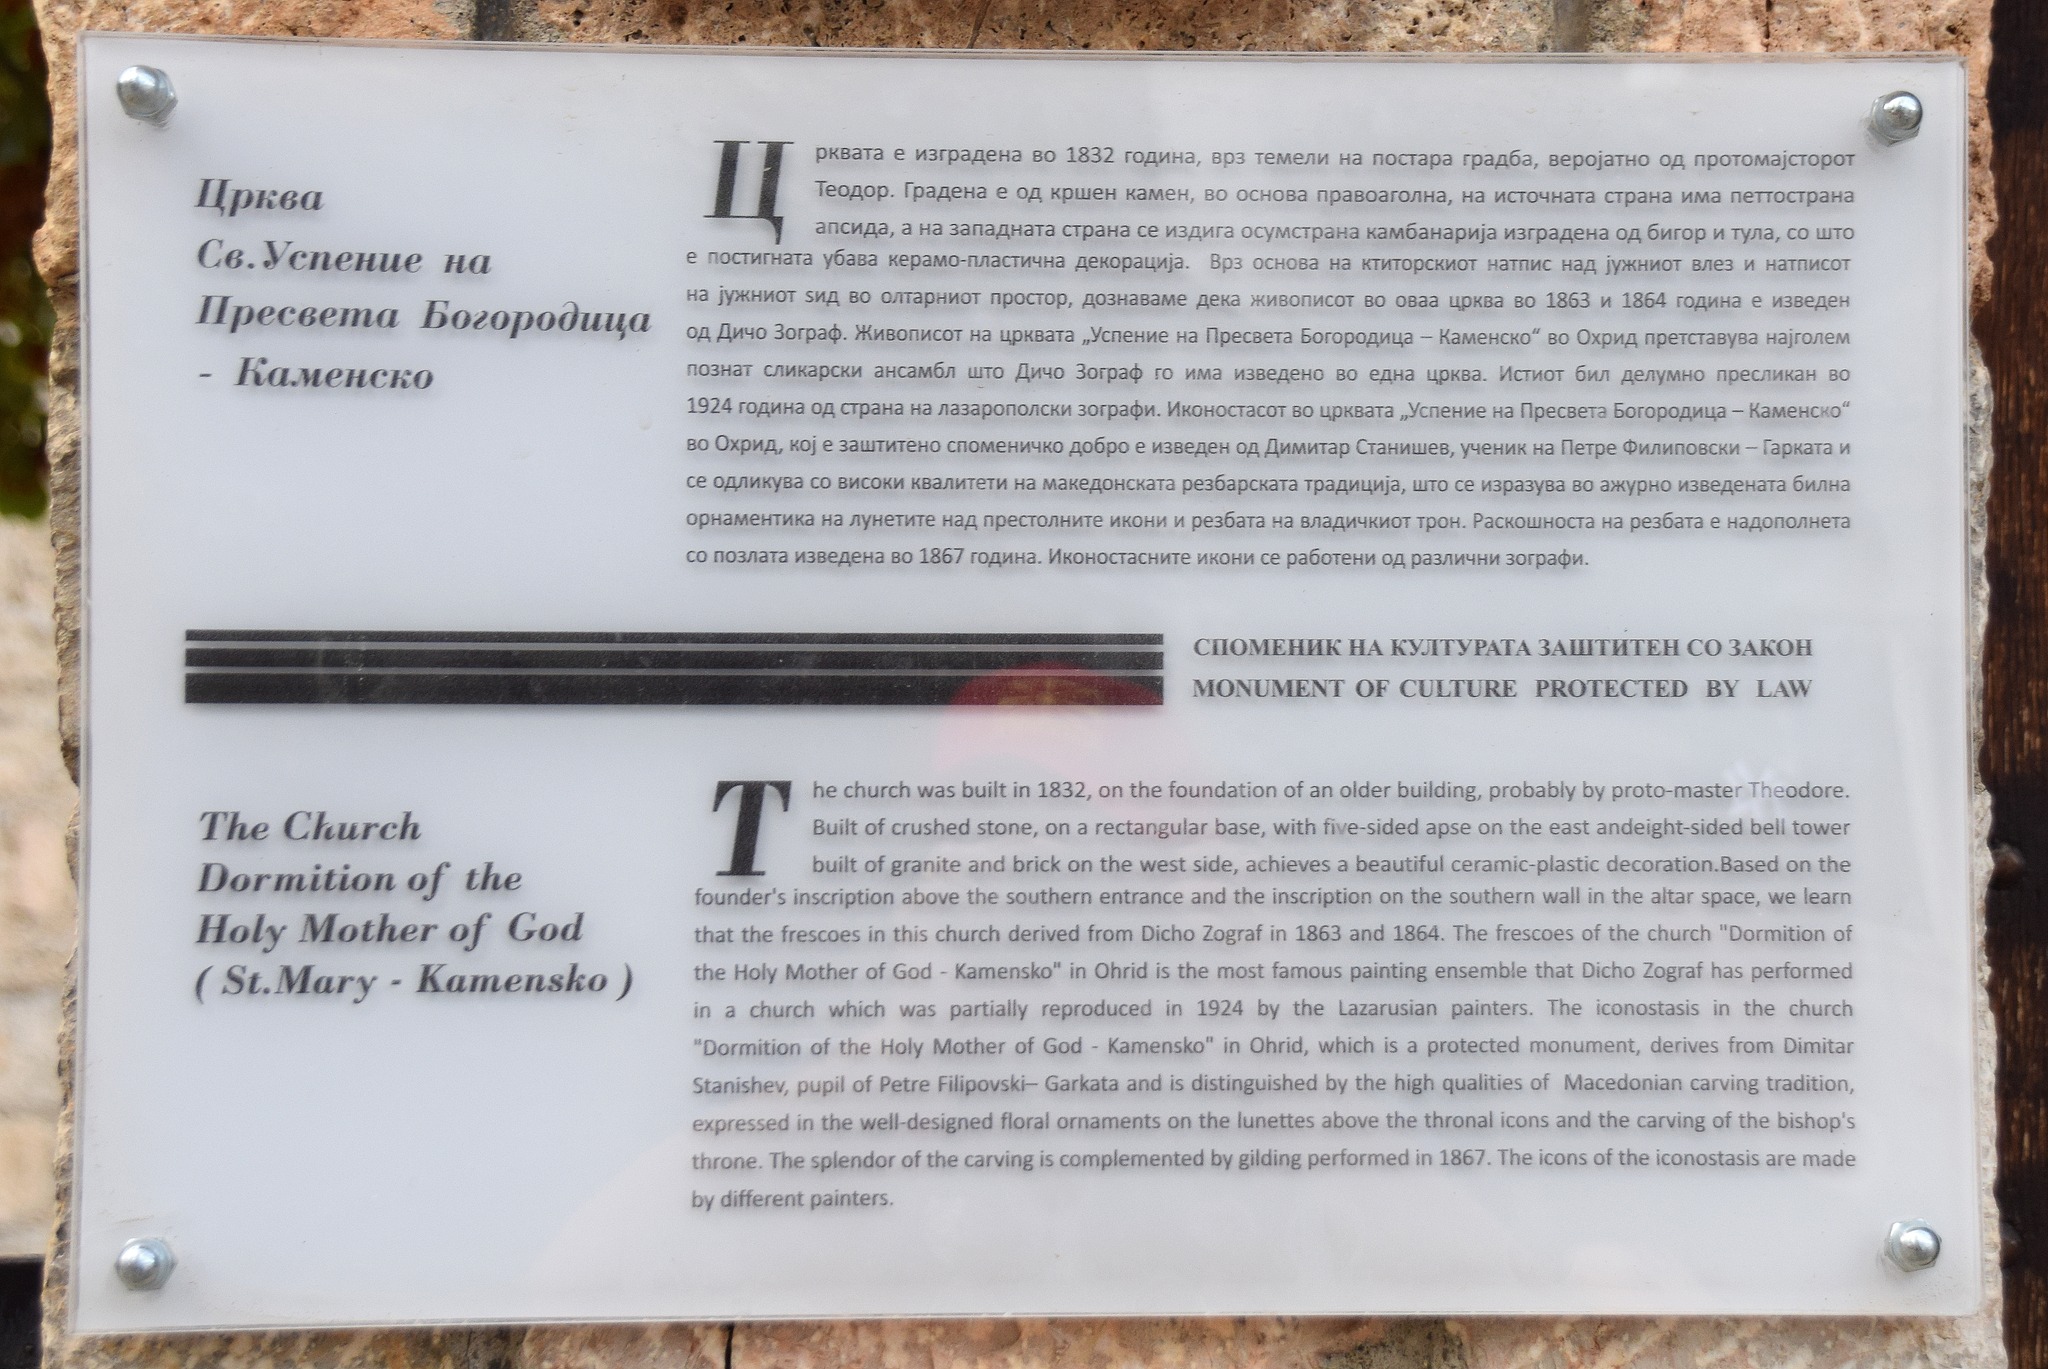 Црква
Св.Успение на
Пресвета Богородица
- Каменско
Црквата е изградена во 1832 година, врз темели на постара градба, веројатно од протомајсторот
Теодор. Градена е од кршен камен, во основа правоаголна, на источната страна има петтострана
апсида, а на западната страна се издига осумстрана камбанарија изградена од бигор и тула, со што
е постигната убава керамо-пластична декорација. Врз основа на ктиторскиот натпис над јужниот влез и натписот
на јужниот ѕид во олтарниот простор, дознаваме дека живописот во оваа црква во 1863 и 1864 година е изведен
од Дичо Зограф. Живописот на црквата „Успение на Пресвета Богородица – Каменско“ во Охрид претставува најголем
познат сликарски ансамбл што Дичо Зограф го има изведено во една црква. Истиот бил делумно пресликан во
1924 година од страна на лазарополски зографи. Иконостасот во црквата „Успение на Пресвета Богородица – Каменско“
во Охрид, кој е заштитено споменичко добро е изведен од Димитар Станишев, ученик на Петре Филиповски – Гарката и
се одликува со високи квалитети на македонската резбарската традиција, што се изразува во ажурно изведената билна
орнаментика на лунетите над престолните икони и резбата на владичкиот трон. Раскошноста на резбата е надополнета
со позлата изведена во 1867 година. Иконостасните икони се работени од различни зографи.
СПОМЕНИК НА КУЛТУРАТА ЗАШТИТЕН СО ЗАКОН
MONUMENT OF CULTURE PROTECTED BY LAW
The Church
Dormition of the
Holy Mother of God
( St.Mary - Kamensko )
The church was built in 1832, on the foundation of an older building, probably by proto-master Theodore.
Built of crushed stone, on a rectangular base, with five-sided apse on the east andeight-sided bell tower
built of granite and brick on the west side, achieves a beautiful ceramic-plastic decoration.Based on the
founder's inscription above the southern entrance and the inscription on the southern wall in the altar space, we learn
that the frescoes in this church derived from Dicho Zograf in 1863 and 1864. The frescoes of the church "Dormition of
the Holy Mother of God - Kamensko" in Ohrid is the most famous painting ensemble that Dicho Zograf has performed
in a church which was partially reproduced in 1924 by the Lazarusian painters. The iconostasis in the church
"Dormition of the Holy Mother of God - Kamensko" in Ohrid, which is a protected monument, derives from Dimitar
Stanishev, pupil of Petre Filipovski– Garkata and is distinguished by the high qualities of Macedonian carving tradition,
expressed in the well-designed floral ornaments on the lunettes above the thronal icons and the carving of the bishop's
throne. The splendor of the carving is complemented by gilding performed in 1867. The icons of the iconostasis are made
by different painters.